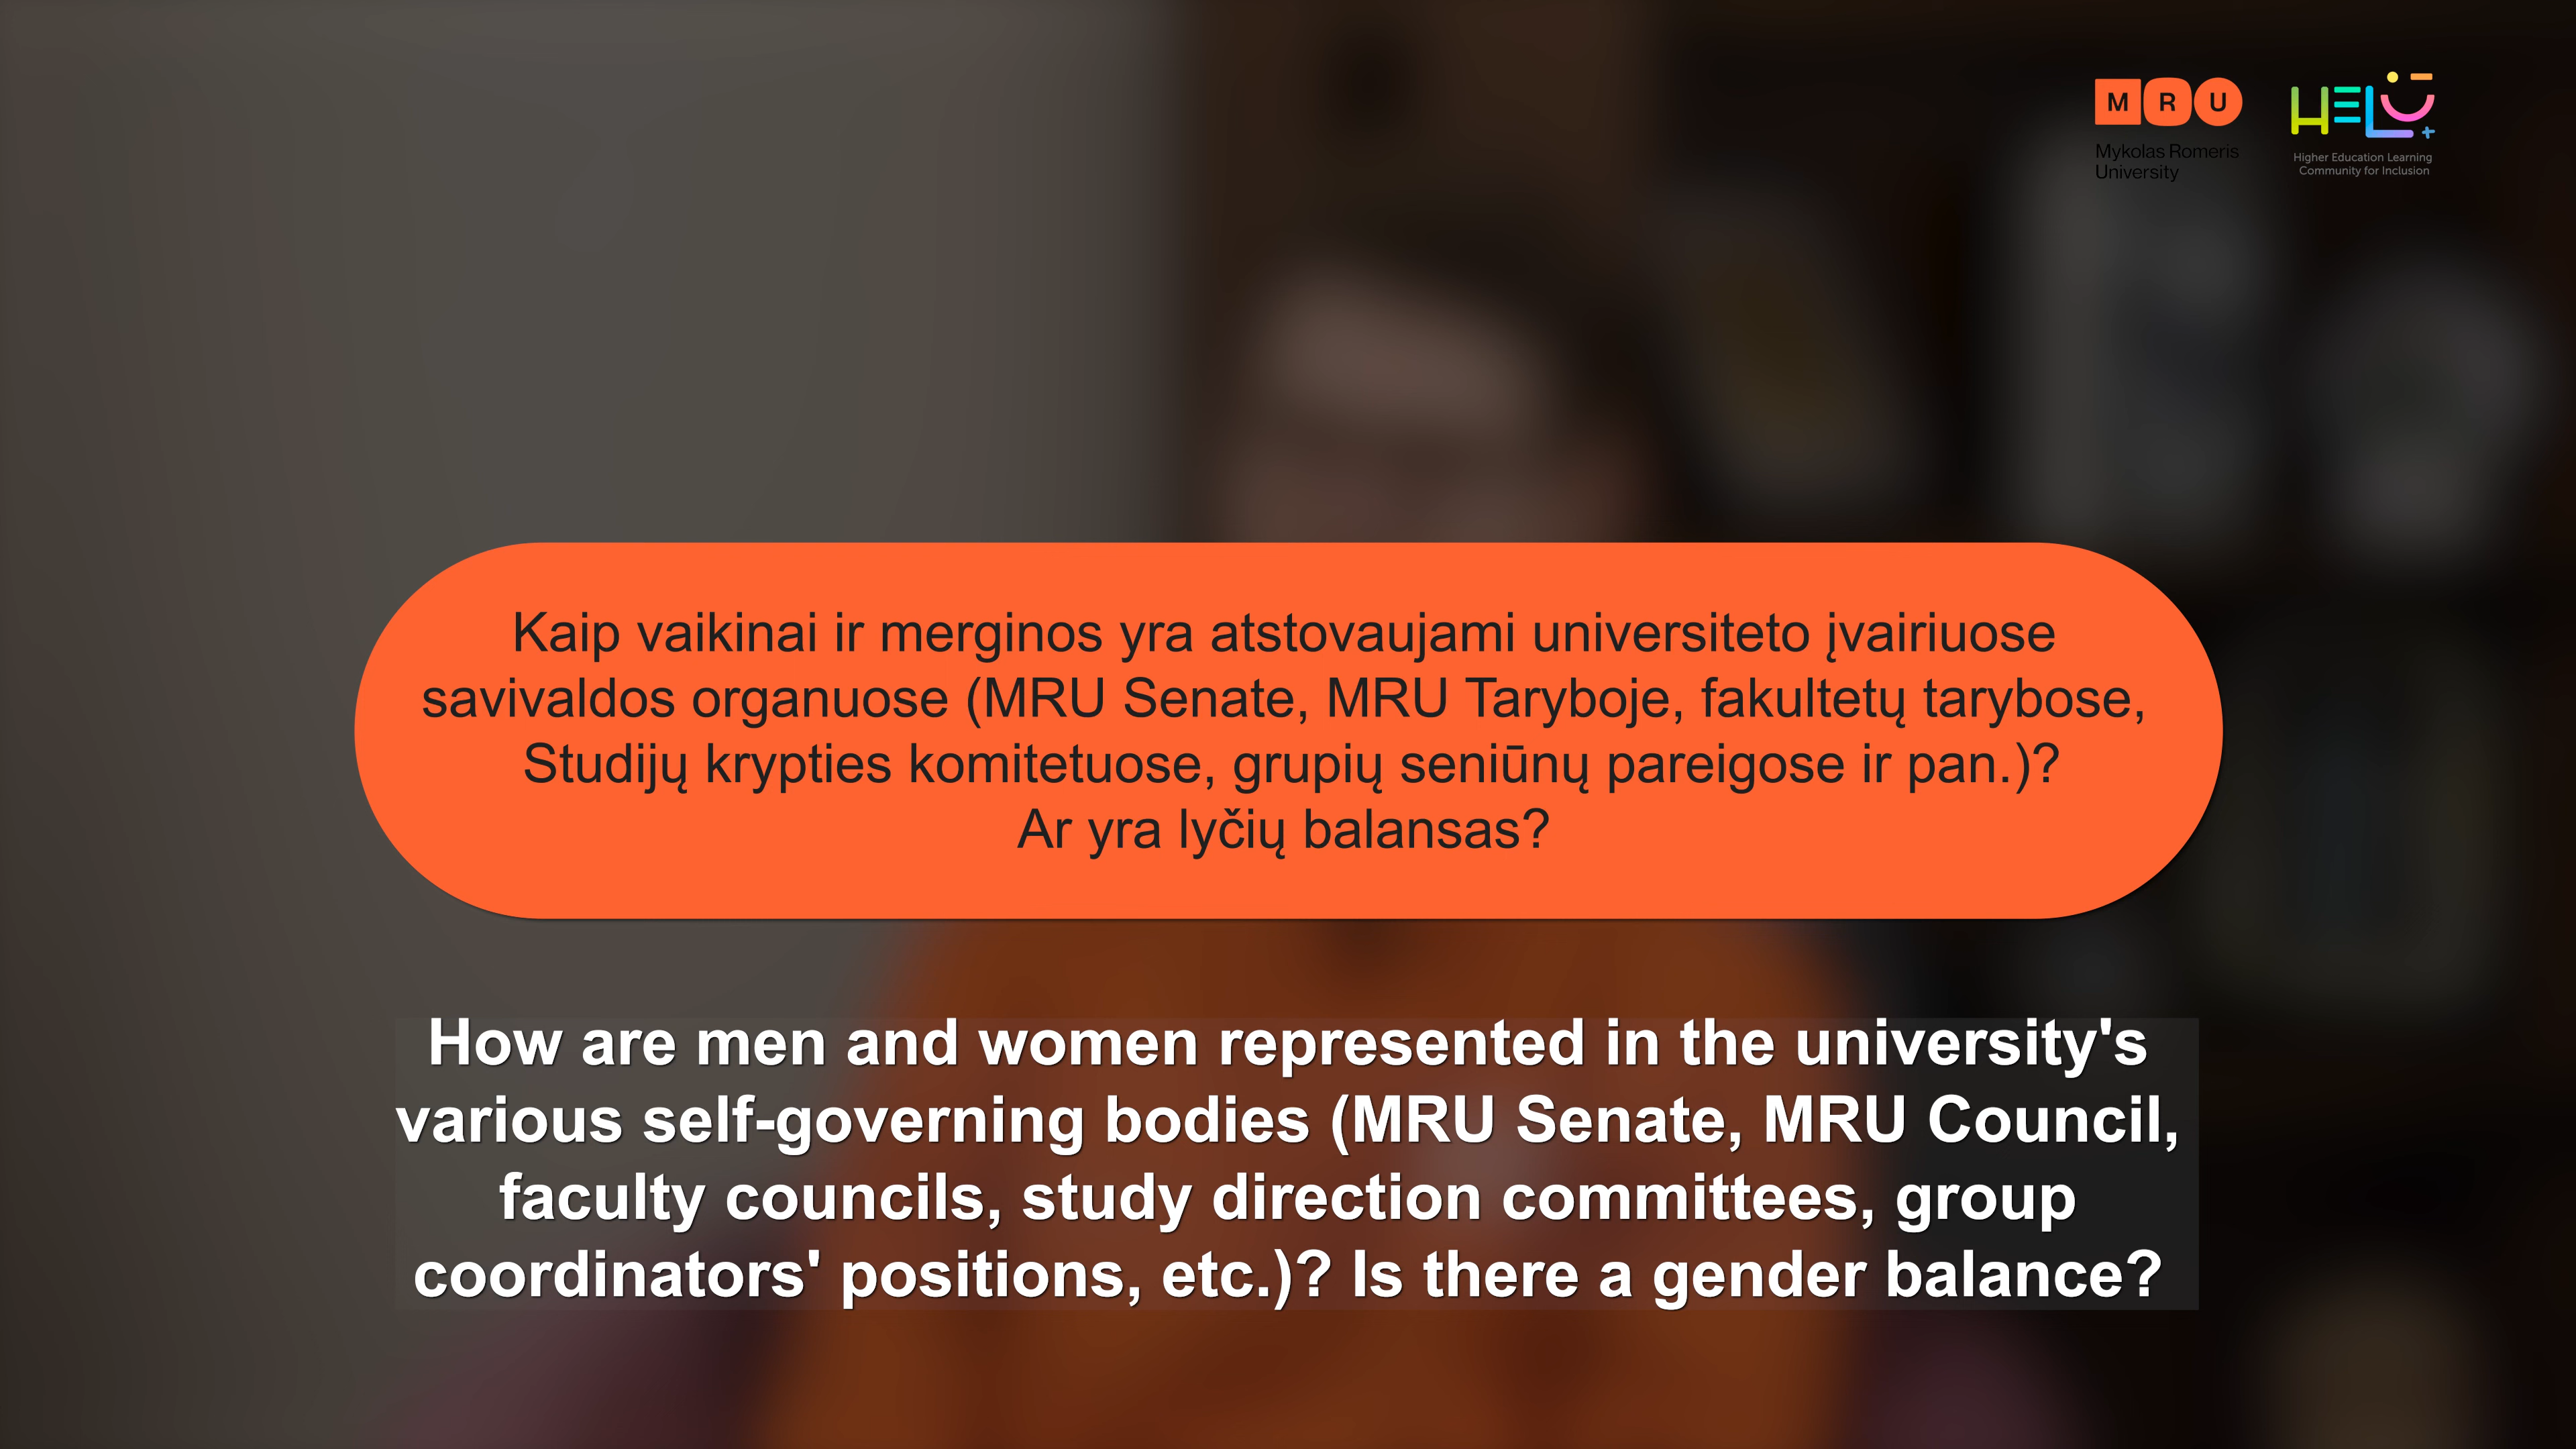 M R U
Mykolas Romeris
University
HELC+
Higher Education Learning
Community for Inclusion
Kaip vaikinai ir merginos yra atstovaujami universiteto įvairiuose
savivaldos organuose (MRU Senate, MRU Taryboje, fakultetų tarybose,
Studijų krypties komitetuose, grupių seniūnų pareigose ir pan.)?
Ar yra lyčių balansas?
How are men and women represented in the university's
various self-governing bodies (MRU Senate, MRU Council,
faculty councils, study direction committees, group
coordinators' positions, etc.)? Is there a gender balance?